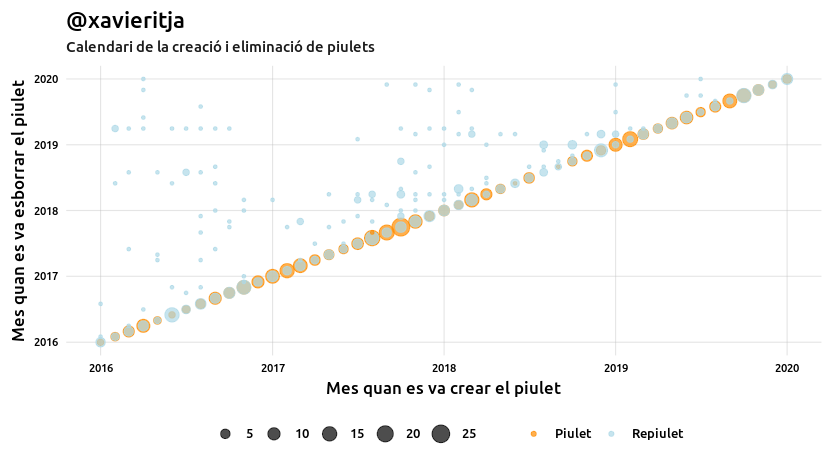 @xavieritja
Calendari de la creació i eliminació de piulets
Mes quan es va esborrar el piulet
2020
2019
2018
2017
2016
2016 2017 2018 2019 2020
Mes quan es va crear el piulet
5 10 15 20 25 Piulet Repiulet